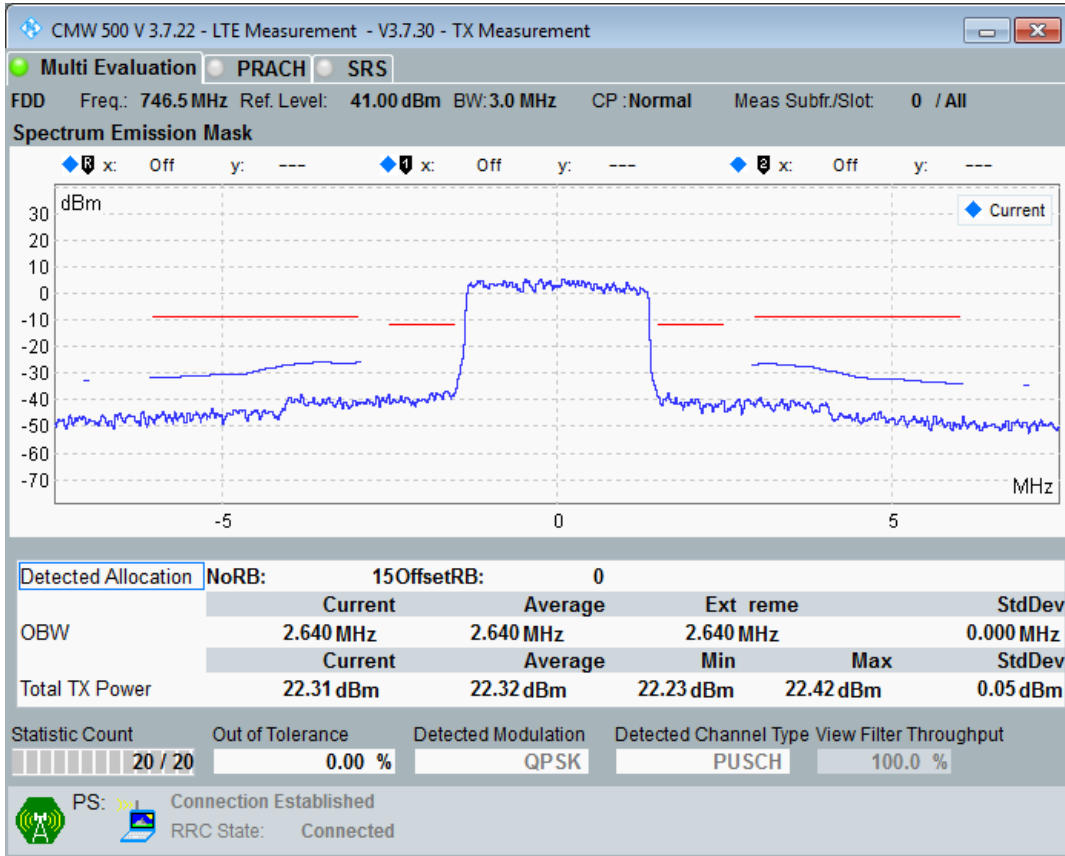 CMW 500 V 3.7.22 - LTE Measurement - V3.7.30 - TX Measurement
Multi Evaluation PRACH SRS
FDD Freq.: 746.5 MHz Ref. Level: 41.00 dBm BW: 3.0 MHz CP : Normal Meas Subfr./Slot: 0 / All
Spectrum Emission Mask
R x: Off y: --- 1 x: Off y: --- 2 x: Off y: ---
dBm
Current
30
20
10
0
-10
-20
-30
-40
-50
-60
-70
MHz
-5 0 5
Detected Allocation NoRB: 15 OffsetRB: 0
Current Average Ext reme StdDev
OBW 2.640 MHz 2.640 MHz 2.640 MHz 0.000 MHz
Current Average Min Max StdDev
Total TX Power 22.31 dBm 22.32 dBm 22.23 dBm 22.42 dBm 0.05 dBm
Statistic Count Out of Tolerance Detected Modulation Detected Channel Type View Filter Throughput
20 / 20 0.00 % QPSK PUSCH 100.0 %
PS: Connection Established
RRC State: Connected